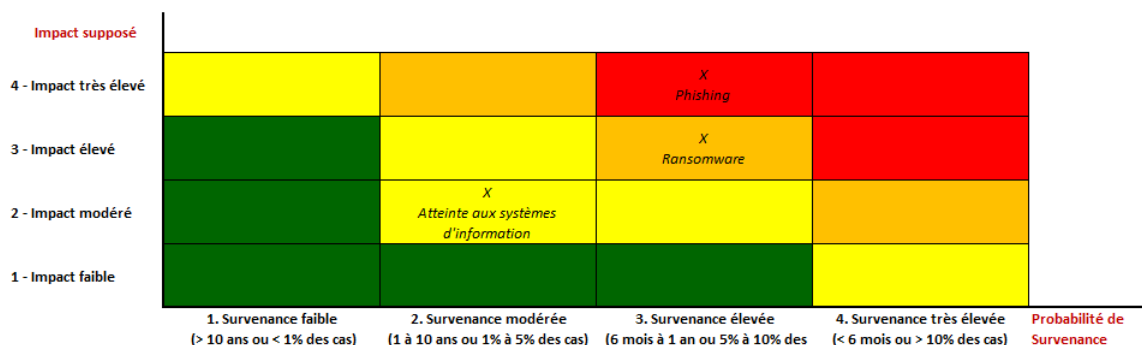 Impact supposé
4 - Impact très élevé
X
Phishing
3 - Impact élevé
X
Ransomware
2 - Impact modéré
X
Atteinte aux systèmes
d'information
1 - Impact faible
1. Survenance faible
(> 10 ans ou < 1% des cas)
2. Survenance modérée
(1 à 10 ans ou 1% à 5% des cas)
3. Survenance élevée
(6 mois à 1 an ou 5% à 10% des
4. Survenance très élevée
(< 6 mois ou > 10% des cas)
Probabilité de
Survenance